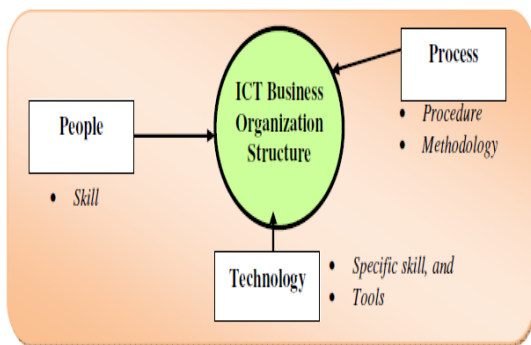 Process
ICT Business
Organization
Structure
People
• Procedure
• Methodology
• Skill
Technology
• Specific skill, and
• Tools